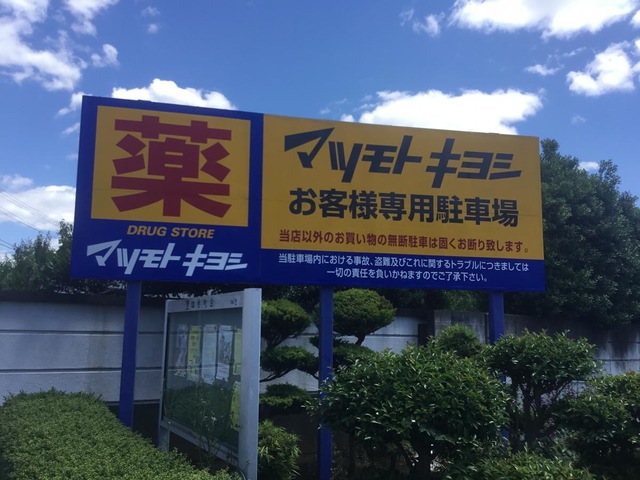 薬
DRUG STORE
マツモトキヨシ
マツモトキヨシ
お客様専用駐車場
当店以外のお買い物の無断駐車は固くお断り致します。
当駐車場内における事故、盗難及びこれに関するトラブルにつきましては
一切の責任を負いかねますのでご了承下さい。